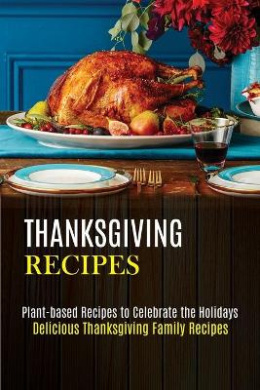 THANKSGIVING
RECIPES
Plant-based Recipes to Celebrate the Holidays
Delicious Thanksgiving Family Recipes